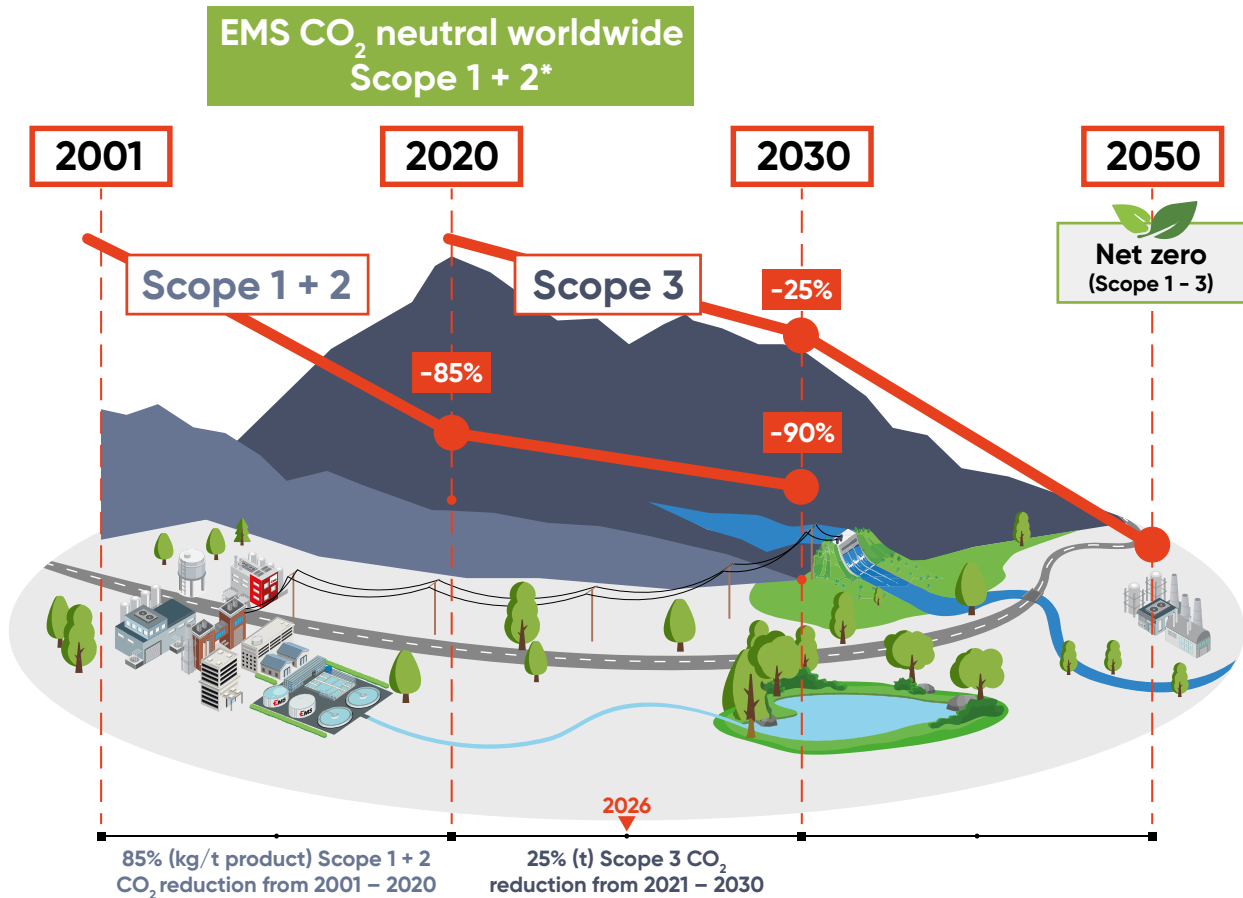 EMS CO₂ neutral worldwide
Scope 1 + 2*
2001
2020
2030
2050
Net zero
(Scope 1 - 3)
Scope 1 + 2
Scope 3
-25%
-85%
-90%
EMS
EMS
2026
85% (kg/t product) Scope 1 + 2
CO₂ reduction from 2001 – 2020
25% (t) Scope 3 CO₂
reduction from 2021 – 2030